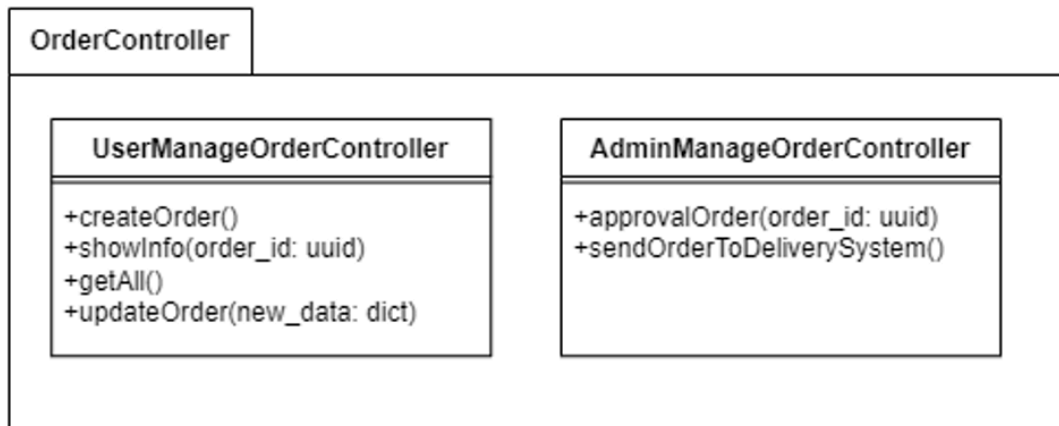 OrderController
UserManageOrderController
+createOrder()
+showInfo(order_id: uuid)
+getAll()
+updateOrder(new_data: dict)
AdminManageOrderController
+approvalOrder(order_id: uuid)
+sendOrderToDeliverySystem()